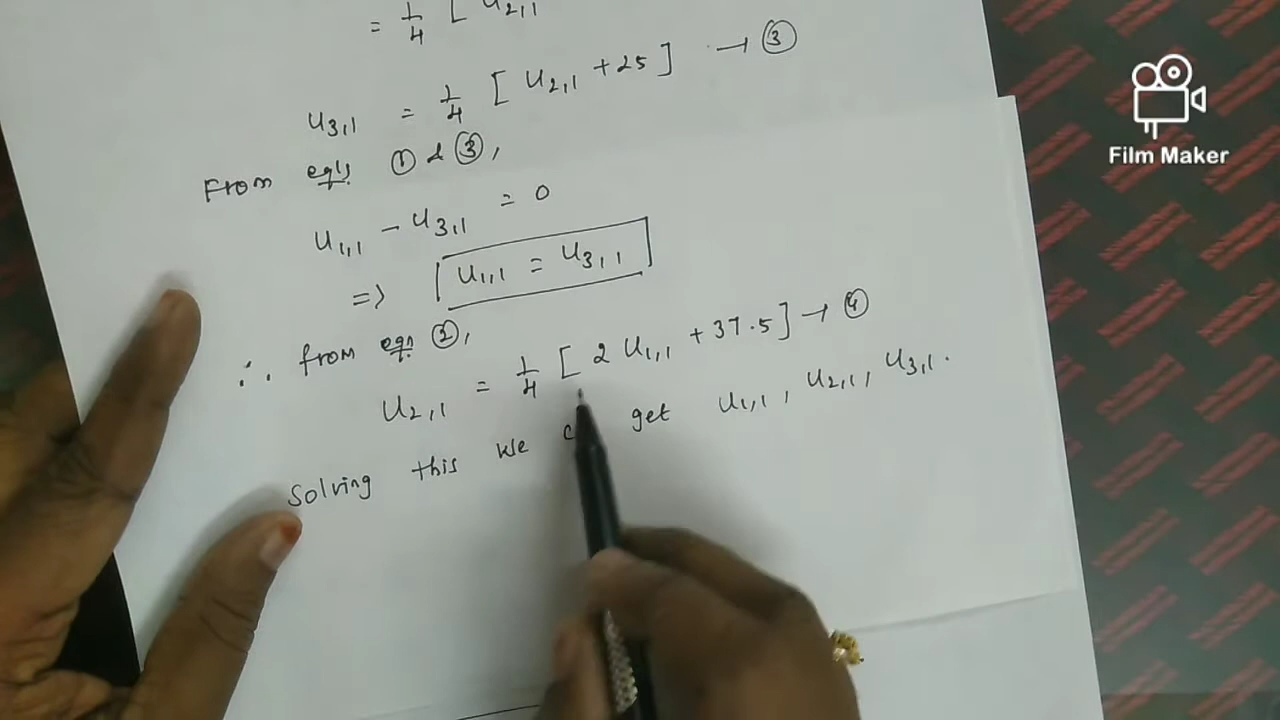 = 1/4 [ U2,1
U3,1 = 1/4 [ U2,1 + 25 ] → ③
From eqs ① & ③,
U1,1 - U3,1 = 0
=> U1,1 = U3,1
∴ from eqn ②,
U2,1 = 1/4 [ 2 U1,1 + 37.5 ] → ④
Solving this We get U1,1, U2,1, U3,1.
Film Maker